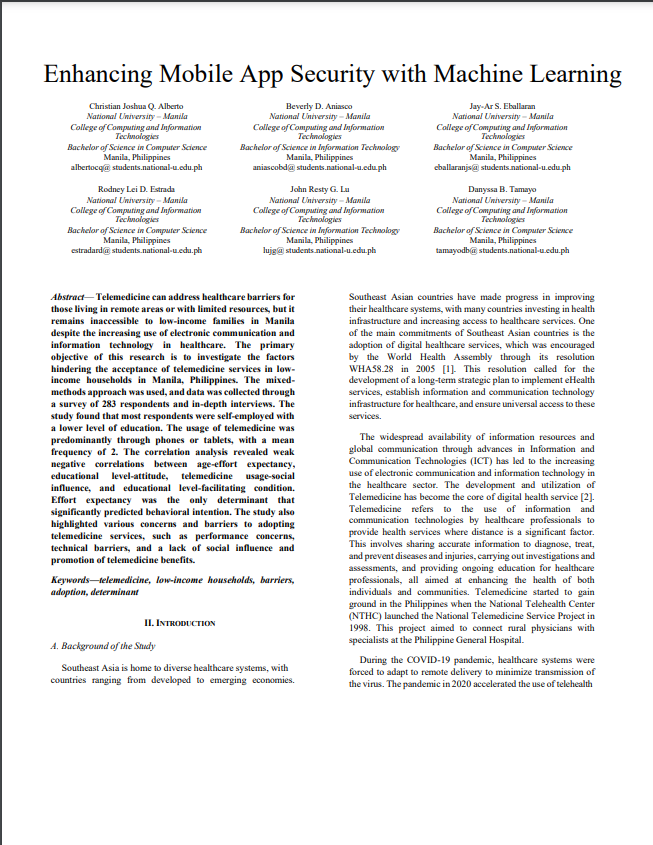 Enhancing Mobile App Security with Machine Learning
Christian Joshua Q. Alberto
National University – Manila
College of Computing and Information
Technologies
Bachelor of Science in Computer Science
Manila, Philippines
albertocq@ students.national-u.edu.ph
Beverly D. Aniasco
National University – Manila
College of Computing and Information
Technologies
Bachelor of Science in Information Technology
Manila, Philippines
aniascobd@ students.national-u.edu.ph
Jay-Ar S. Eballaran
National University – Manila
College of Computing and Information
Technologies
Bachelor of Science in Computer Science
Manila, Philippines
eballaranjs@ students.national-u.edu.ph
Rodney Lei D. Estrada
National University – Manila
College of Computing and Information
Technologies
Bachelor of Science in Computer Science
Manila, Philippines
estradard@ students.national-u.edu.ph
John Resty G. Lu
National University – Manila
College of Computing and Information
Technologies
Bachelor of Science in Information Technology
Manila, Philippines
lujg@ students.national-u.edu.ph
Danyssa B. Tamayo
National University – Manila
College of Computing and Information
Technologies
Bachelor of Science in Computer Science
Manila, Philippines
tamayodb@ students.national-u.edu.ph
Abstract— Telemedicine can address healthcare barriers for
those living in remote areas or with limited resources, but it
remains inaccessible to low-income families in Manila
despite the increasing use of electronic communication and
information technology in healthcare. The primary
objective of this research is to investigate the factors
hindering the acceptance of telemedicine services in low-
income households in Manila, Philippines. The mixed-
methods approach was used, and data was collected through
a survey of 283 respondents and in-depth interviews. The
study found that most respondents were self-employed with
a lower level of education. The usage of telemedicine was
predominantly through phones or tablets, with a mean
frequency of 2. The correlation analysis revealed weak
negative correlations between age-effort expectancy,
educational level-attitude, telemedicine usage-social
influence, and educational level-facilitating condition.
Effort expectancy was the only determinant that
significantly predicted behavioral intention. The study also
highlighted various concerns and barriers to adopting
telemedicine services, such as performance concerns,
technical barriers, and a lack of social influence and
promotion of telemedicine benefits.
Keywords—telemedicine, low-income households, barriers,
adoption, determinant
II. INTRODUCTION
A. Background of the Study
Southeast Asia is home to diverse healthcare systems, with
countries ranging from developed to emerging economies.
Southeast Asian countries have made progress in improving
their healthcare systems, with many countries investing in health
infrastructure and increasing access to healthcare services. One
of the main commitments of Southeast Asian countries is the
adoption of digital healthcare services, which was encouraged
by the World Health Assembly through its resolution
WHA58.28 in 2005 [1]. This resolution called for the
development of a long-term strategic plan to implement eHealth
services, establish information and communication technology
infrastructure for healthcare, and ensure universal access to these
services.
The widespread availability of information resources and
global communication through advances in Information and
Communication Technologies (ICT) has led to the increasing
use of electronic communication and information technology in
the healthcare sector. The development and utilization of
Telemedicine has become the core of digital health service [2].
Telemedicine refers to the use of information and
communication technologies by healthcare professionals to
provide health services where distance is a significant factor.
This involves sharing accurate information to diagnose, treat,
and prevent diseases and injuries, carrying out investigations and
assessments, and providing ongoing education for healthcare
professionals, all aimed at enhancing the health of both
individuals and communities. Telemedicine started to gain
ground in the Philippines when the National Telehealth Center
(NTHC) launched the National Telemedicine Service Project in
1998. This project aimed to connect rural physicians with
specialists at the Philippine General Hospital.
During the COVID-19 pandemic, healthcare systems were
forced to adapt to remote delivery to minimize transmission of
the virus. The pandemic in 2020 accelerated the use of telehealth